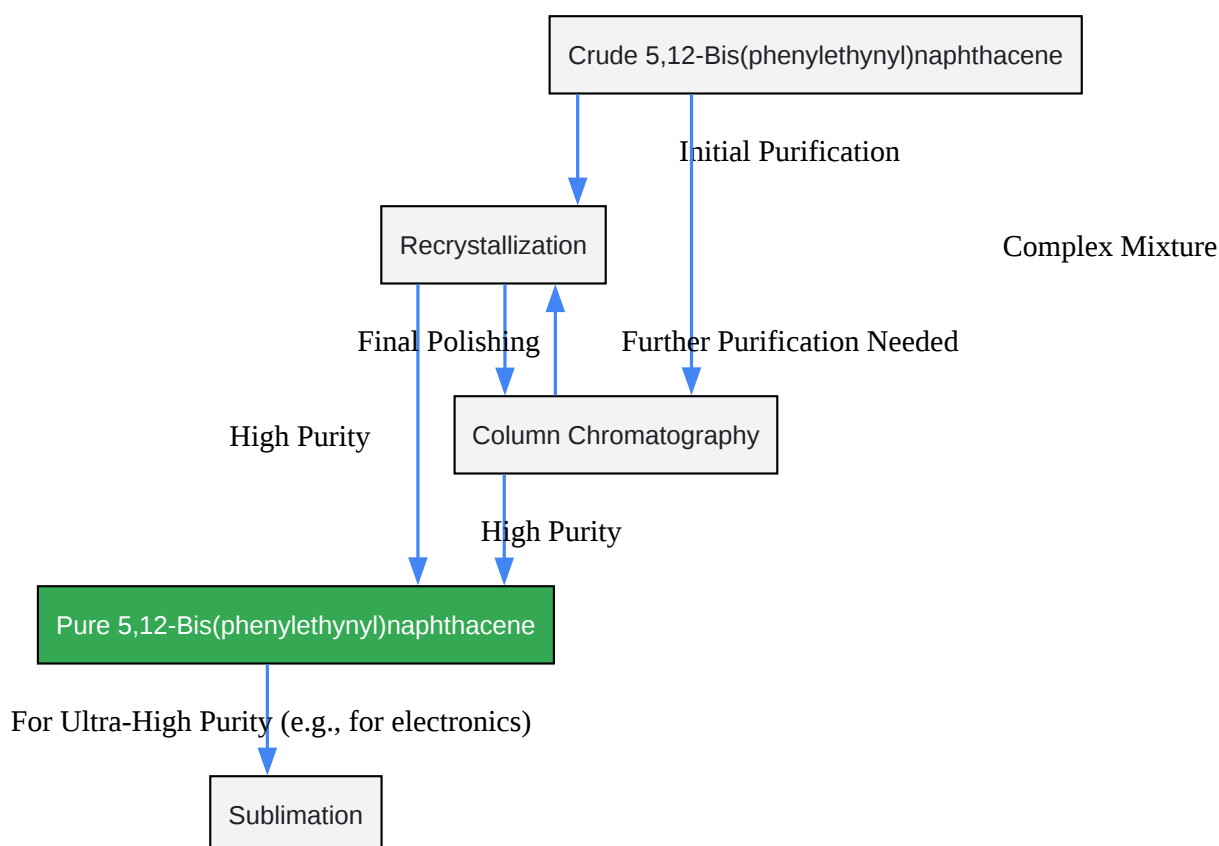 Crude 5,12-Bis(phenylethynyl)naphthacene
Initial Purification
Recrystallization
Complex Mixture
Final Polishing
Further Purification Needed
High Purity
Column Chromatography
High Purity
Pure 5,12-Bis(phenylethynyl)naphthacene
For Ultra-High Purity (e.g., for electronics)
Sublimation